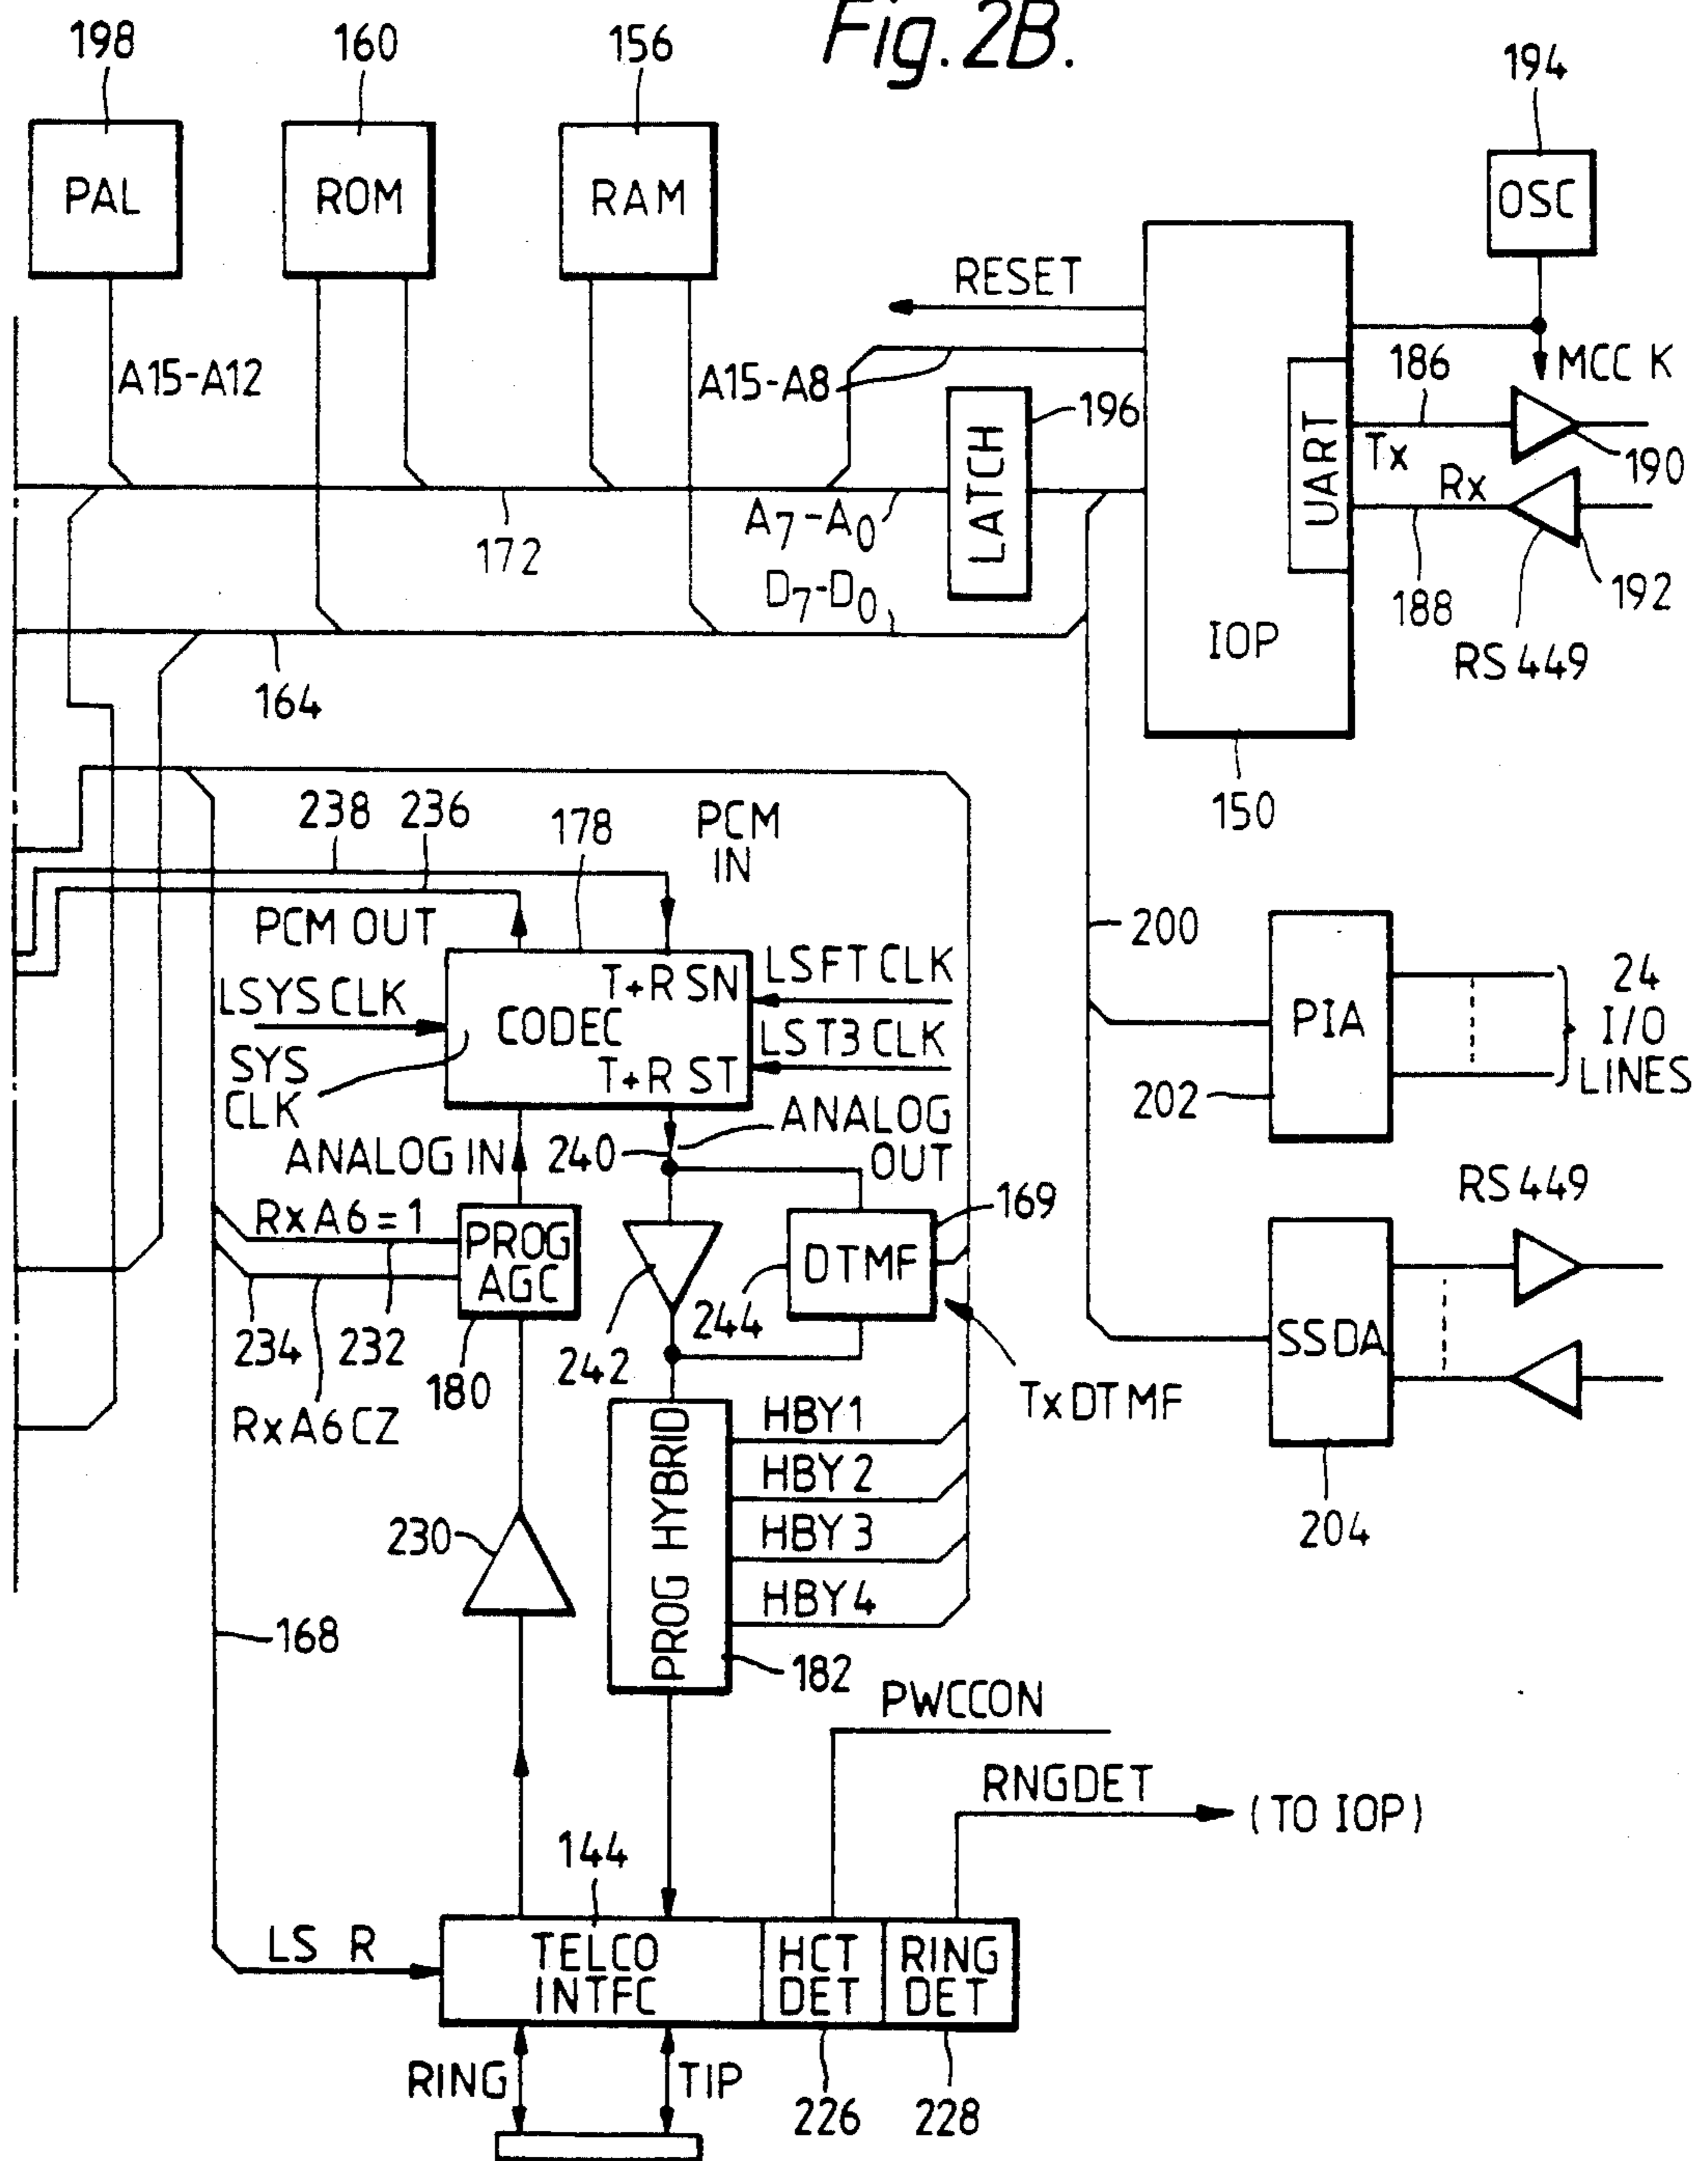 Fig. 2B.
198
160
156
194
PAL
ROM
RAM
OSC
RESET
A15-A12
A15-A8
MCC K
186
196
LATCH
UART
Tx
190
Rx
A7-A0
172
D7-D0
188
192
IOP
RS 449
164
150
238
236
178
PCM
IN
PCM OUT
200
24
I/O
LINES
LSYS CLK
T+R SN
LSFT CLK
CODEC
PIA
SYS
CLK
T+R ST
LST3 CLK
202
ANALOG IN
240
ANALOG
OUT
RS 449
RxA6=1
PROG
AGC
169
DTMF
234
232
180
242
244
SSDA
RxA6CZ
TxDTMF
HBY1
HBY2
HBY3
HBY4
PROG HYBRID
230
204
168
182
PWCCON
RNGDET
(TO IOP)
144
LS R
TELCO
INTFC
HCT
DET
RING
DET
RING
TIP
226
228